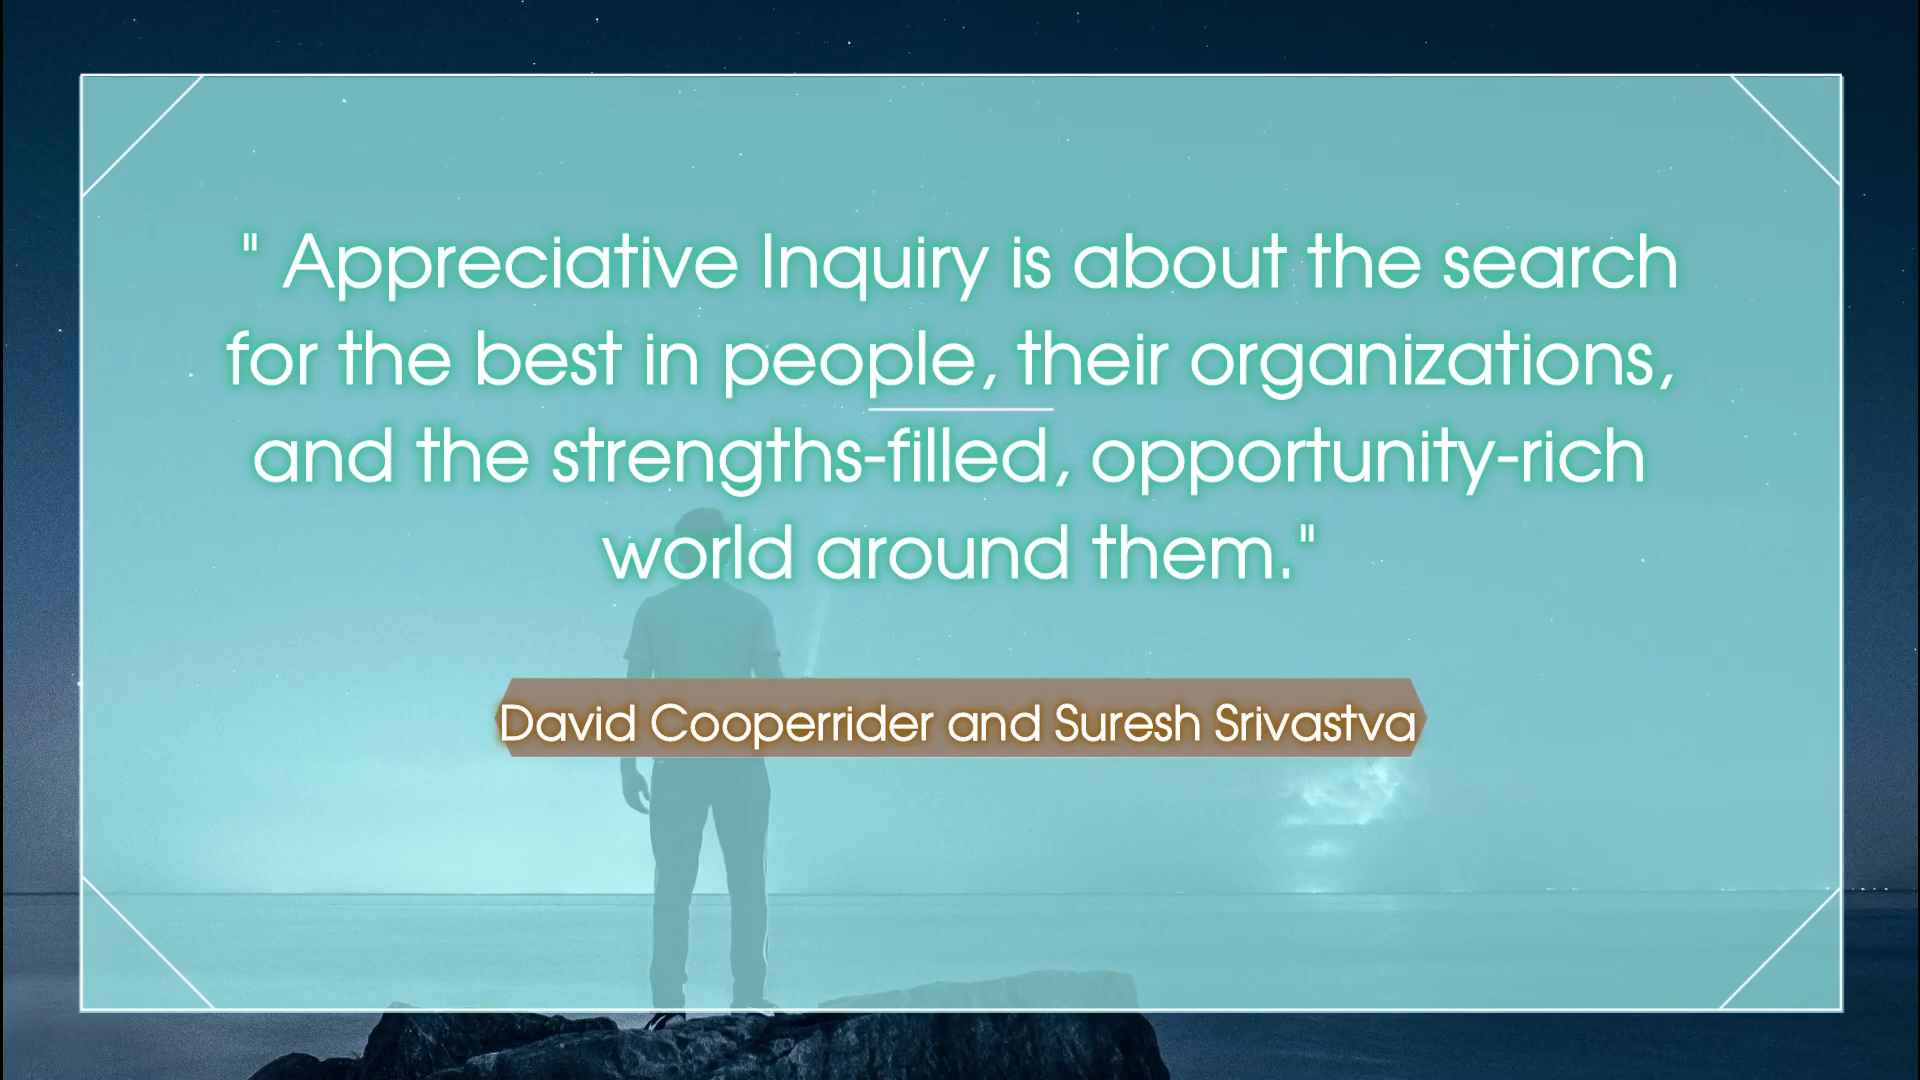 " Appreciative Inquiry is about the search
for the best in people, their organizations,
and the strengths-filled, opportunity-rich
world around them."
David Cooperrider and Suresh Srivastva